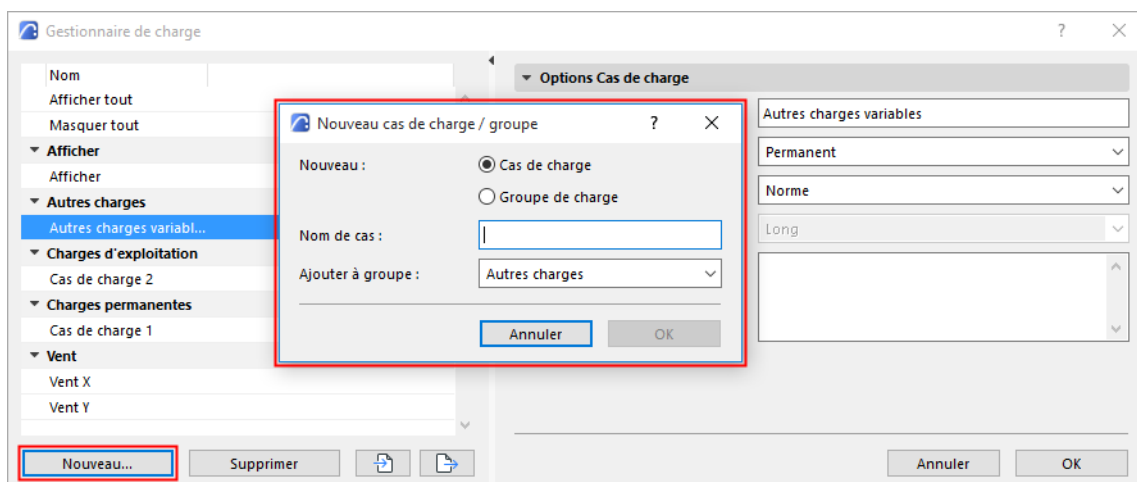 Gestionnaire de charge
?
Nom
Afficher tout
Masquer tout
Afficher
Afficher
Autres charges
Autres charges variabl...
Charges d'exploitation
Cas de charge 2
Charges permanentes
Cas de charge 1
Vent
Vent X
Vent Y
Nouveau...
Supprimer
Nouveau cas de charge / groupe
?
Nouveau :
Cas de charge
Groupe de charge
Nom de cas :
Ajouter à groupe :
Autres charges
Annuler
OK
Options Cas de charge
Autres charges variables
Permanent
Norme
Long
Annuler
OK